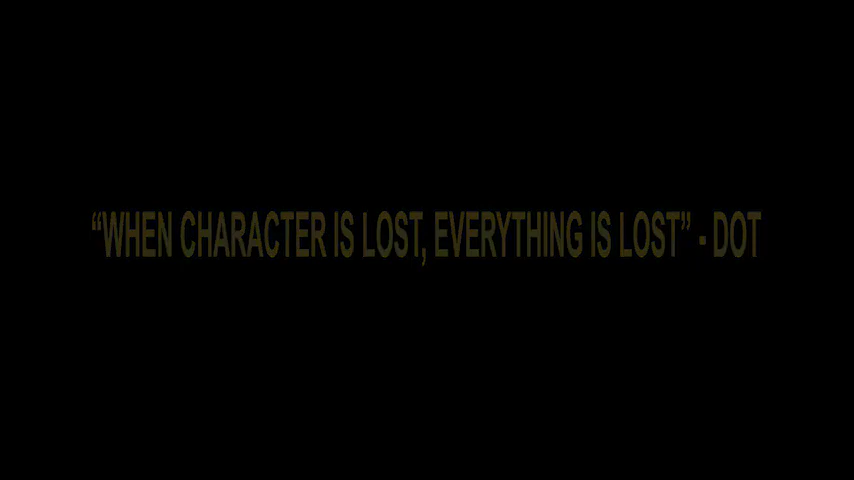 “WHEN CHARACTER IS LOST, EVERYTHING IS LOST” - DOT